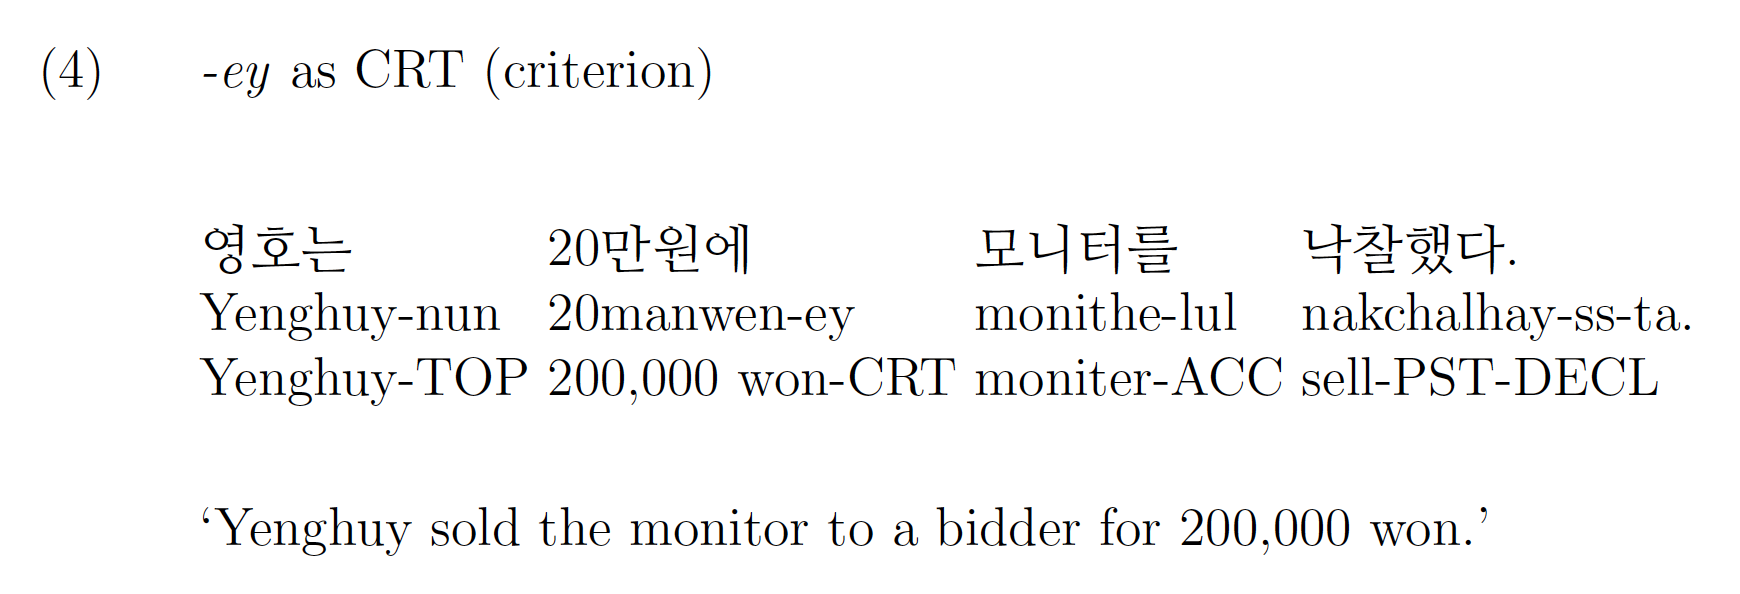 (4) -ey as CRT (criterion)
영호는 20만원에 모니터를 낙찰했다.
Yenghuy-nun 20manwen-ey monithe-lul nakchalhay-ss-ta.
Yenghuy-TOP 200,000 won-CRT moniter-ACC sell-PST-DECL
‘Yenghuy sold the monitor to a bidder for 200,000 won.’